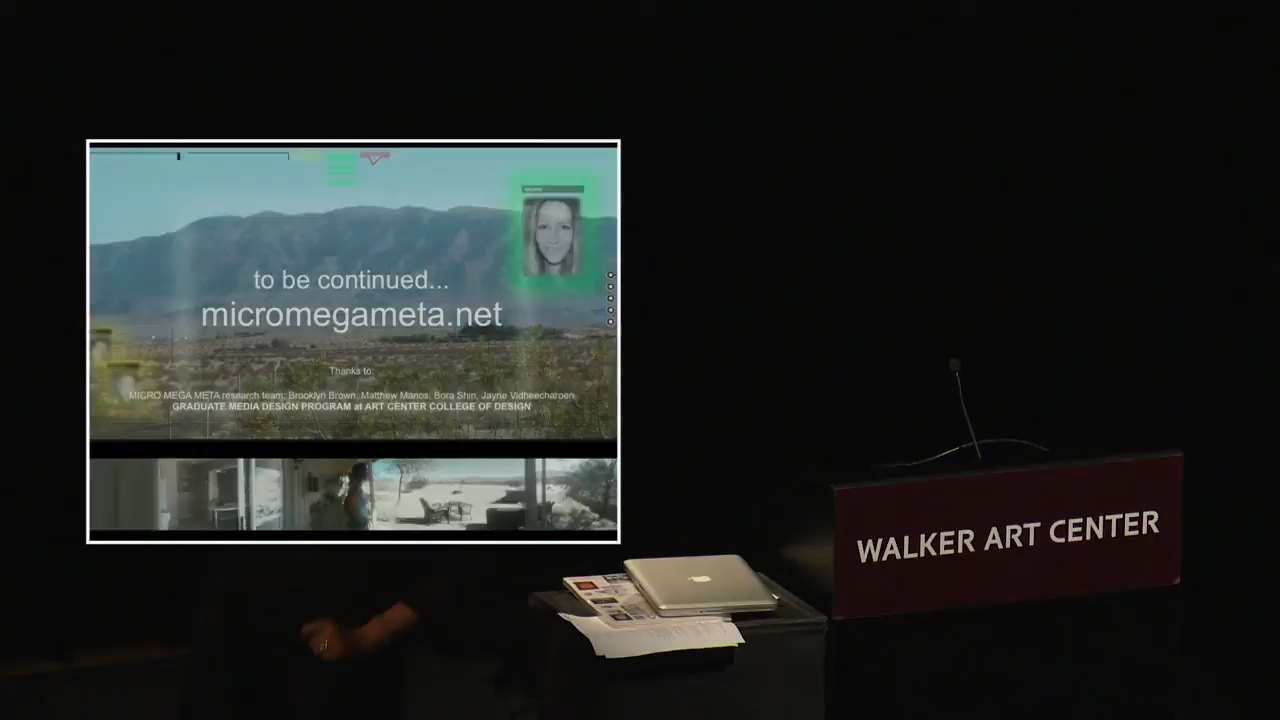 to be continued...
micromegameta.net
Thanks to:
MICRO MEGA META research team: Brooklyn Brown, Matthew Manos, Bora Shin, Jayne Vidheecharoen
GRADUATE MEDIA DESIGN PROGRAM at ART CENTER COLLEGE OF DESIGN
WALKER ART CENTER